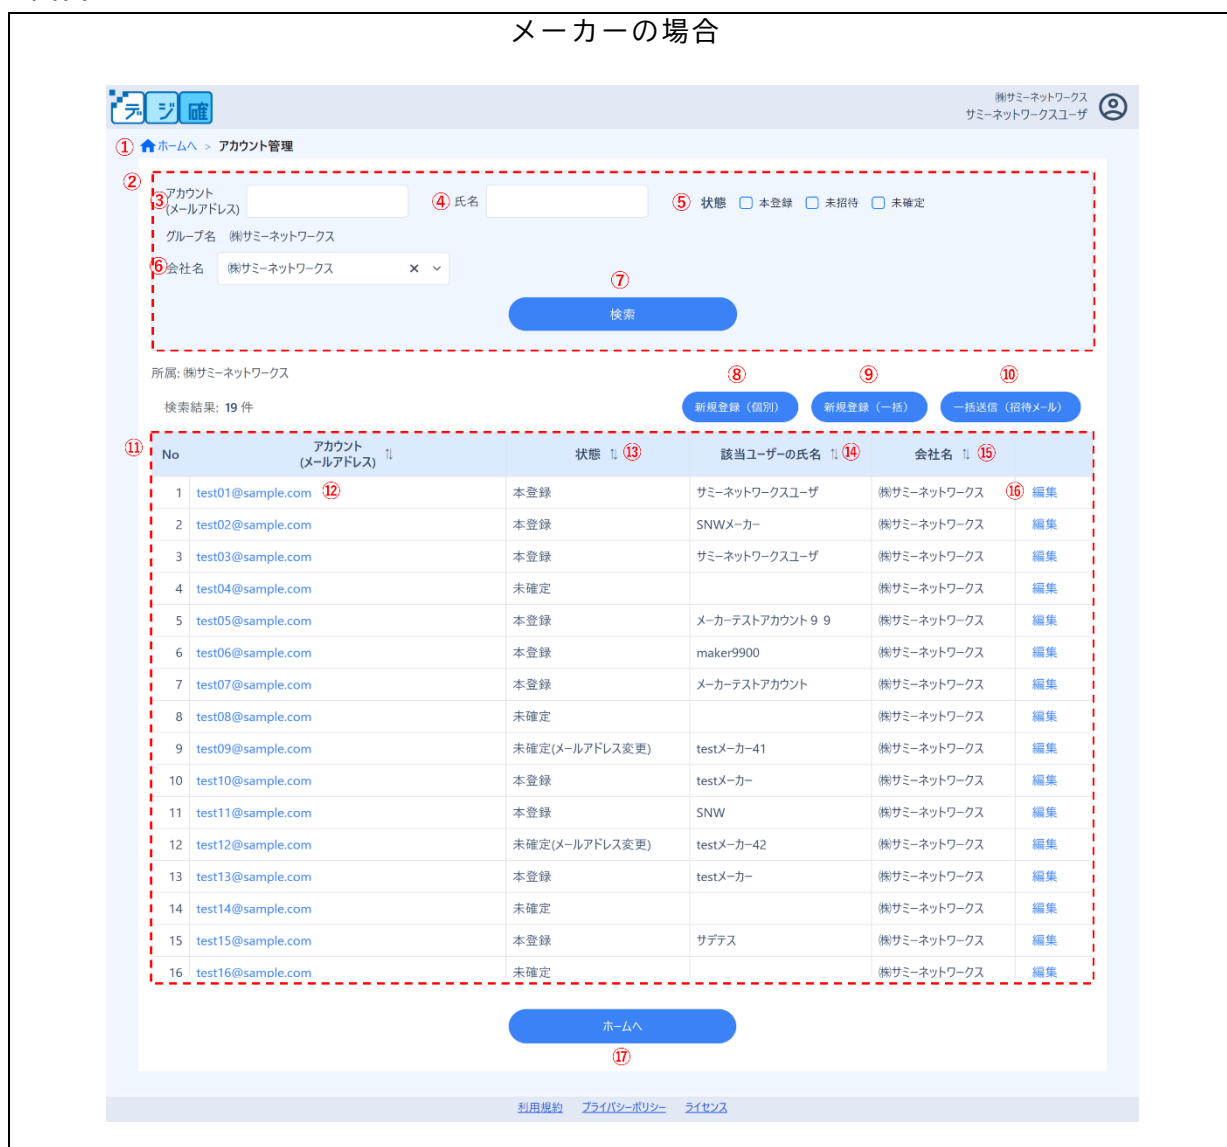 メーカーの場合
デジ確
㈱サミーネットワークス
サミーネットワークスユーザ
① ホームへ > アカウント管理
②
③ アカウント
(メールアドレス)
④ 氏名
⑤ 状態 本登録 未招待 未確定
グループ名 ㈱サミーネットワークス
⑥ 会社名 ㈱サミーネットワークス
⑦
検索
所属: ㈱サミーネットワークス
⑧ ⑨ ⑩
検索結果: 19 件 新規登録（個別） 新規登録（一括） 一括送信（招待メール）
⑪ No アカウント
(メールアドレス) 状態 ⑬ 該当ユーザーの氏名 ⑭ 会社名 ⑮
1 test01@sample.com ⑫ 本登録 サミーネットワークスユーザ ㈱サミーネットワークス ⑯ 編集
2 test02@sample.com 本登録 SNWメーカー ㈱サミーネットワークス 編集
3 test03@sample.com 本登録 サミーネットワークスユーザ ㈱サミーネットワークス 編集
4 test04@sample.com 未確定 ㈱サミーネットワークス 編集
5 test05@sample.com 本登録 メーカーテストアカウント９９ ㈱サミーネットワークス 編集
6 test06@sample.com 本登録 maker9900 ㈱サミーネットワークス 編集
7 test07@sample.com 本登録 メーカーテストアカウント ㈱サミーネットワークス 編集
8 test08@sample.com 未確定 ㈱サミーネットワークス 編集
9 test09@sample.com 未確定(メールアドレス変更) testメーカー41 ㈱サミーネットワークス 編集
10 test10@sample.com 本登録 testメーカー ㈱サミーネットワークス 編集
11 test11@sample.com 本登録 SNW ㈱サミーネットワークス 編集
12 test12@sample.com 未確定(メールアドレス変更) testメーカー42 ㈱サミーネットワークス 編集
13 test13@sample.com 本登録 testメーカー ㈱サミーネットワークス 編集
14 test14@sample.com 未確定 ㈱サミーネットワークス 編集
15 test15@sample.com 本登録 サデテス ㈱サミーネットワークス 編集
16 test16@sample.com 未確定 ㈱サミーネットワークス 編集
ホームへ
⑰
利用規約 プライバシーポリシー ライセンス